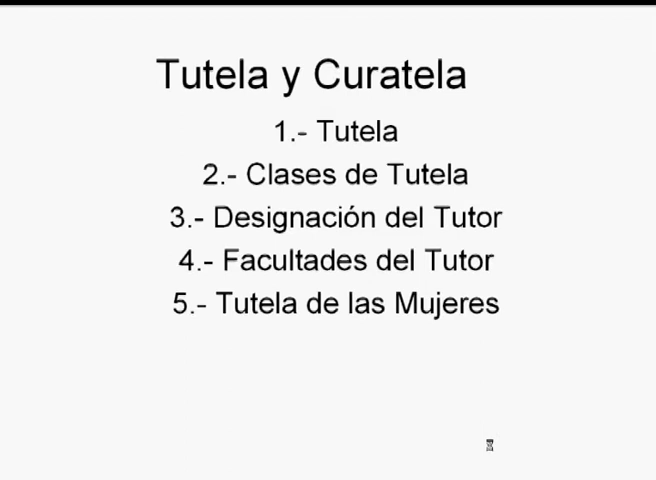 Tutela y Curatela
1.- Tutela
2.- Clases de Tutela
3.- Designación del Tutor
4.- Facultades del Tutor
5.- Tutela de las Mujeres